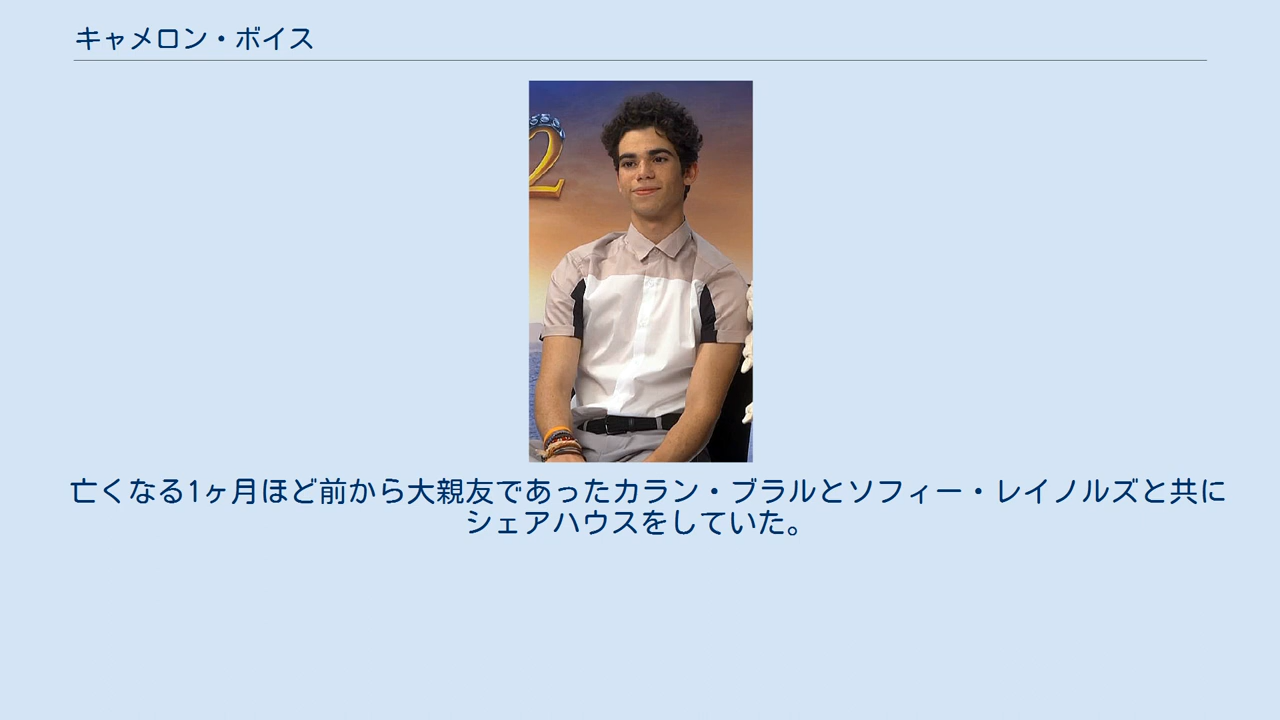 キャメロン・ボイス
2
亡くなる1ヶ月ほど前から大親友であったカラン・ブラルとソフィー・レイノルズと共に
シェアハウスをしていた。